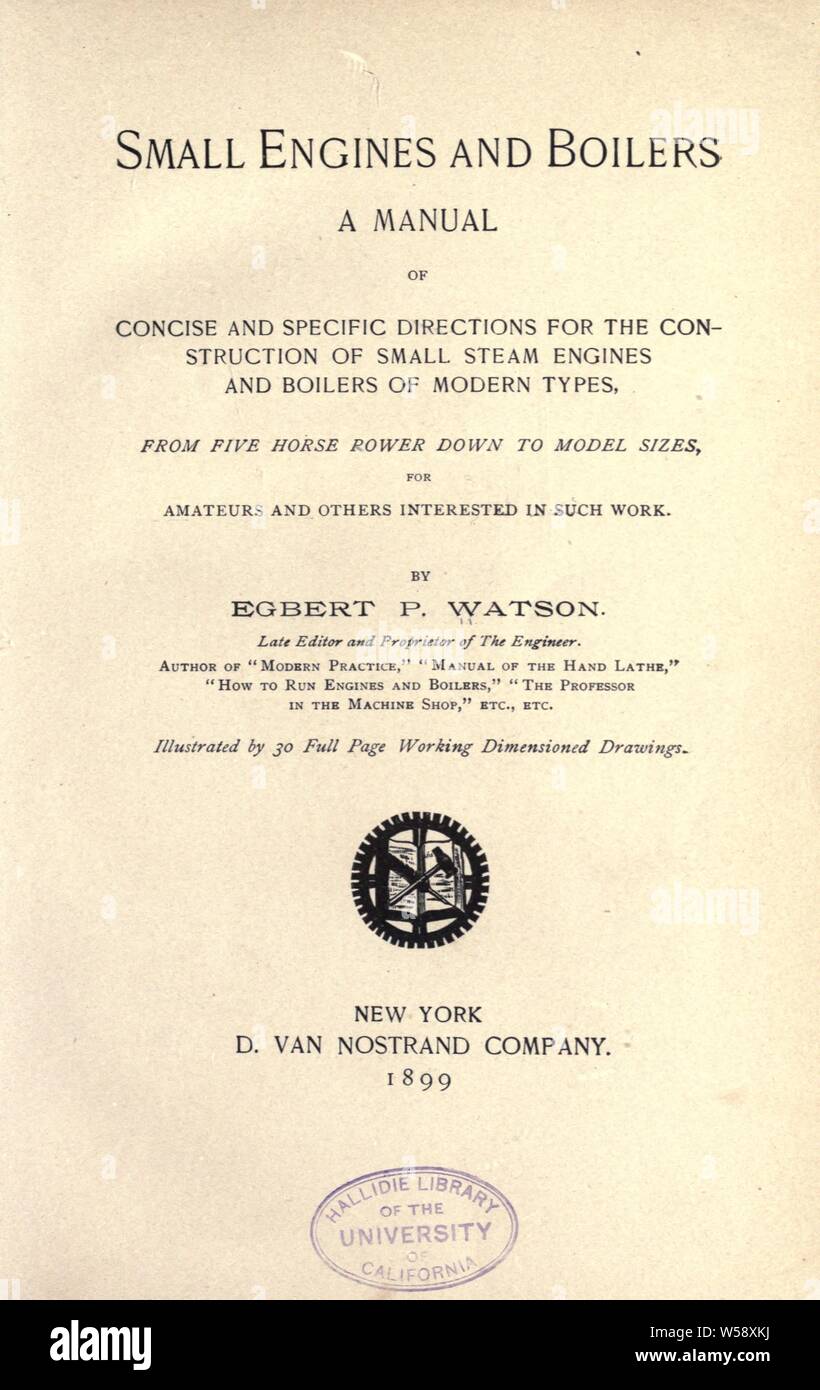 SMALL ENGINES AND BOILERS
A MANUAL
OF
CONCISE AND SPECIFIC DIRECTIONS FOR THE CON-
STRUCTION OF SMALL STEAM ENGINES
AND BOILERS OF MODERN TYPES,
FROM FIVE HORSE POWER DOWN TO MODEL SIZES,
FOR
AMATEURS AND OTHERS INTERESTED IN SUCH WORK.
BY
EGBERT P. WATSON.
Late Editor and Proprietor of The Engineer.
AUTHOR OF "MODERN PRACTICE," "MANUAL OF THE HAND LATHE,"
"HOW TO RUN ENGINES AND BOILERS," "THE PROFESSOR
IN THE MACHINE SHOP," ETC., ETC.
Illustrated by 30 Full Page Working Dimensioned Drawings.
NEW YORK
D. VAN NOSTRAND COMPANY.
1899
HALLIDIE LIBRARY
OF THE
UNIVERSITY
OF
CALIFORNIA
alamy
alamy
a
a
a
a
a
a
alamy
Image ID: W58XKJ
www.alamy.com